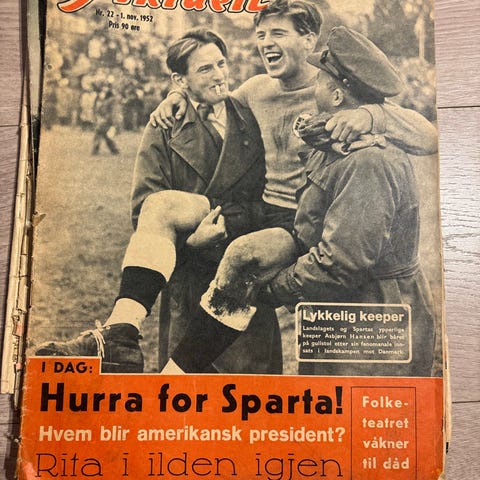 Aktuell
Nr. 22 - 1. nov. 1952
Pris 90 øre
Lykkelig keeper
Landslagets og Spartas ypperlige
keeper Asbjørn Hansen blir båret
på gullstol etter sin fenomenale inn-
sats i landskampen mot Danmark.
I DAG:
Hurra for Sparta!
Hvem blir amerikansk president?
Rita i ilden igjen
Folke-
teatret
våkner
til dåd